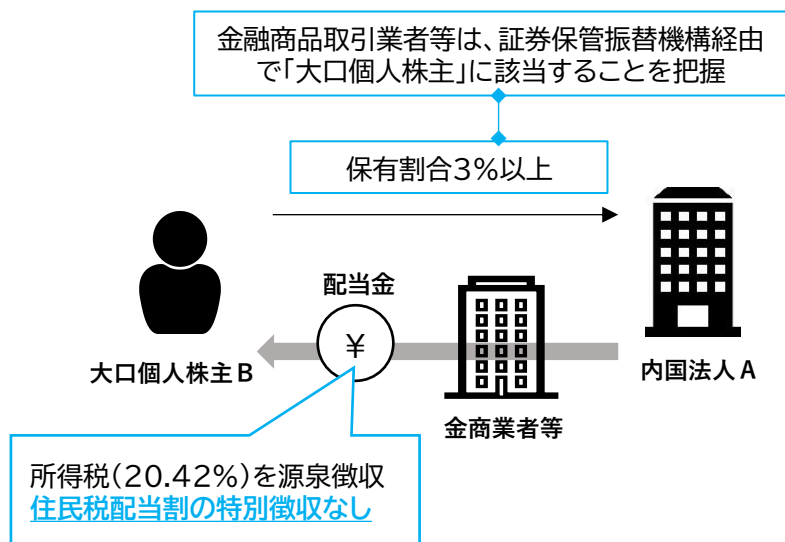 金融商品取引業者等は、証券保管振替機構経由
で「大口個人株主」に該当することを把握
保有割合3%以上
配当金
¥
大口個人株主B
内国法人A
金商業者等
所得税(20.42%)を源泉徴収
住民税配当割の特別徴収なし